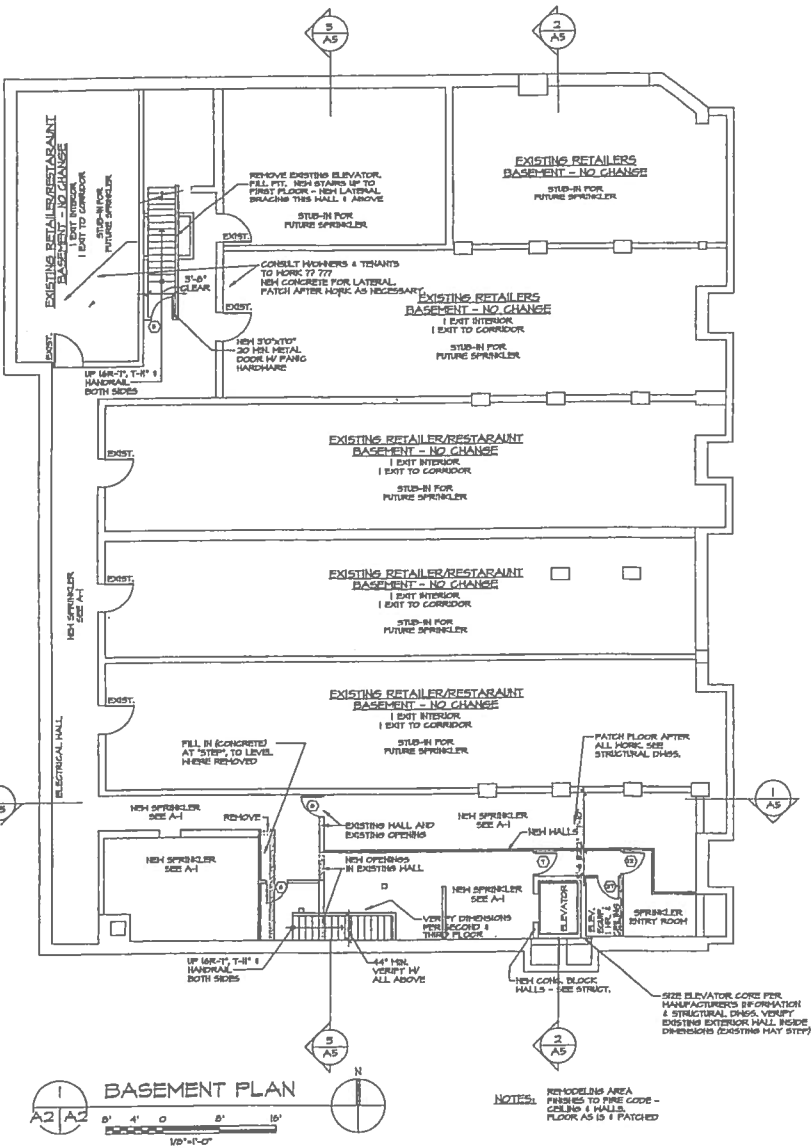 3
A5
2
A5
EXISTING RETAILER/RESTARAUNT
BASEMENT - NO CHANGE
1 EXIT INTERIOR
1 EXIT TO CORRIDOR
STUB-IN FOR
FUTURE SPRINKLER
REMOVE EXISTING ELEVATOR.
FILL PIT. NEW STAIRS UP TO
FIRST FLOOR - NEW LATERAL
BRACING THIS WALL & ABOVE
STUB-IN FOR
FUTURE SPRINKLER
EXISTING RETAILERS
BASEMENT - NO CHANGE
STUB-IN FOR
FUTURE SPRINKLER
EXIST.
CONSULT W/OWNERS & TENANTS
TO WORK ?? ???
NEW CONCRETE FOR LATERAL
PATCH AFTER WORK AS NECESSARY
3'-8"
CLEAR
EXIST.
EXISTING RETAILERS
BASEMENT - NO CHANGE
1 EXIT INTERIOR
1 EXIT TO CORRIDOR
STUB-IN FOR
FUTURE SPRINKLER
EXIST.
NEW 3'0"x7'0"
20 MIN. METAL
DOOR W/ PANIC
HARDWARE
UP 16R-7", T-11" &
HANDRAIL
BOTH SIDES
EXIST.
EXISTING RETAILER/RESTARAUNT
BASEMENT - NO CHANGE
1 EXIT INTERIOR
1 EXIT TO CORRIDOR
STUB-IN FOR
FUTURE SPRINKLER
EXIST.
EXISTING RETAILER/RESTARAUNT
BASEMENT - NO CHANGE
1 EXIT INTERIOR
1 EXIT TO CORRIDOR
STUB-IN FOR
FUTURE SPRINKLER
NEW SPRINKLER
SEE A-1
EXIST.
EXISTING RETAILER/RESTARAUNT
BASEMENT - NO CHANGE
1 EXIT INTERIOR
1 EXIT TO CORRIDOR
STUB-IN FOR
FUTURE SPRINKLER
ELECTRICAL HALL
FILL IN (CONCRETE)
AT "STEP", TO LEVEL
WHERE REMOVED
PATCH FLOOR AFTER
ALL WORK. SEE
STRUCTURAL DWGS.
1
A5
NEW SPRINKLER
SEE A-1
REMOVE
EXISTING HALL AND
EXISTING OPENING
NEW SPRINKLER
SEE A-1
NEW WALLS
NEW SPRINKLER
SEE A-1
NEW OPENINGS
IN EXISTING HALL
NEW SPRINKLER
SEE A-1
VERIFY DIMENSIONS
PER SECOND &
THIRD FLOOR
ELEVATOR
ELEV.
EQUIP.
1 HR. &
CEILING
SPRINKLER
ENTRY ROOM
UP 16R-7", T-11" &
HANDRAIL
BOTH SIDES
44" MIN.
VERIFY W/
ALL ABOVE
NEW CONC. BLOCK
WALLS - SEE STRUCT.
SIZE ELEVATOR CORE PER
MANUFACTURER'S INFORMATION
& STRUCTURAL DWGS. VERIFY
EXISTING EXTERIOR WALL INSIDE
DIMENSIONS (EXISTING MAY STEP)
3
A5
2
A5
1
A2 A2
BASEMENT PLAN
8' 4' 0 8' 16'
1/8"=1'-0"
N
NOTES:
REMODELING AREA
FINISHES TO FIRE CODE -
CEILING & WALLS.
FLOOR AS IS & PATCHED